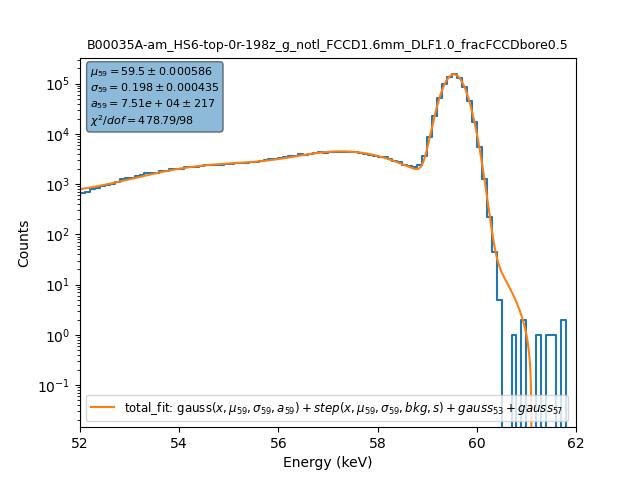 B00035A-am_HS6-top-0r-198z_g_notl_FCCD1.6mm_DLF1.0_fracFCCDbore0.5
μ₅₉ = 59.5 ± 0.000586
σ₅₉ = 0.198 ± 0.000435
a₅₉ = 7.51e + 04 ± 217
χ²/dof = 478.79/98
10⁵
10⁴
10³
10²
10¹
10⁰
10⁻¹
Counts
total_fit: gauss(x, μ₅₉, σ₅₉, a₅₉) + step(x, μ₅₉, σ₅₉, bkg, s) + gauss₅₃ + gauss₅₇
52 54 56 58 60 62
Energy (keV)